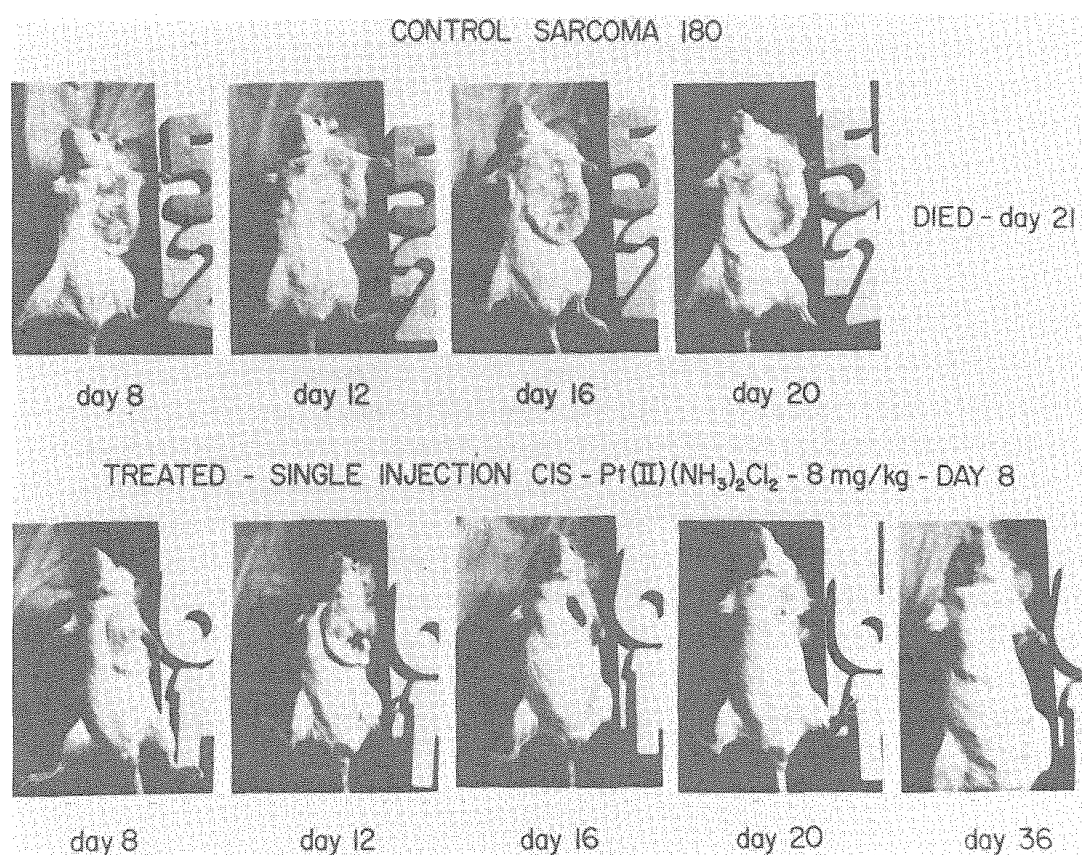 CONTROL SARCOMA 180
DIED - day 21
day 8 day 12 day 16 day 20
TREATED - SINGLE INJECTION CIS - Pt(II)(NH₃)₂Cl₂ - 8 mg/kg - DAY 8
day 8 day 12 day 16 day 20 day 36